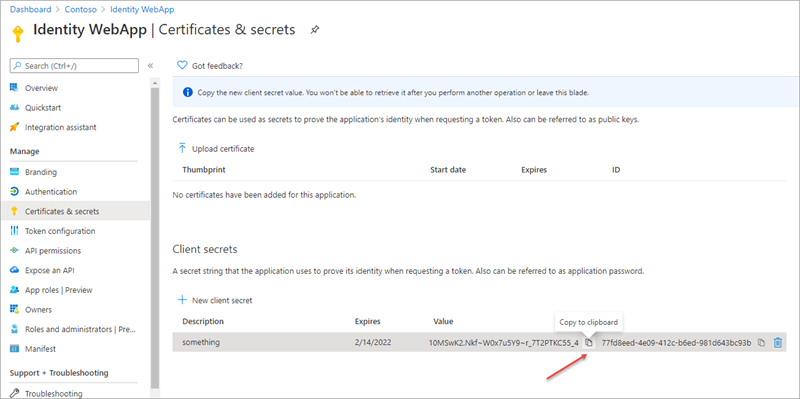 Dashboard > Contoso > Identity WebApp
Identity WebApp | Certificates & secrets
Search (Ctrl+/)
«
Got feedback?
Overview
Quickstart
Integration assistant
Manage
Branding
Authentication
Certificates & secrets
Token configuration
API permissions
Expose an API
App roles | Preview
Owners
Roles and administrators | Pre...
Manifest
Support + Troubleshooting
Troubleshooting
Copy the new client secret value. You won't be able to retrieve it after you perform another operation or leave this blade.
Certificates can be used as secrets to prove the application's identity when requesting a token. Also can be referred to as public keys.
Upload certificate
Thumbprint Start date Expires ID
No certificates have been added for this application.
Client secrets
A secret string that the application uses to prove its identity when requesting a token. Also can be referred to as application password.
New client secret
Copy to clipboard
Description Expires Value
something 2/14/2022 10MSwK2.Nkf~W0x7u5Y9~r_7T2PTKC55_4 77fd8eed-4e09-412c-b6ed-981d643bc93b